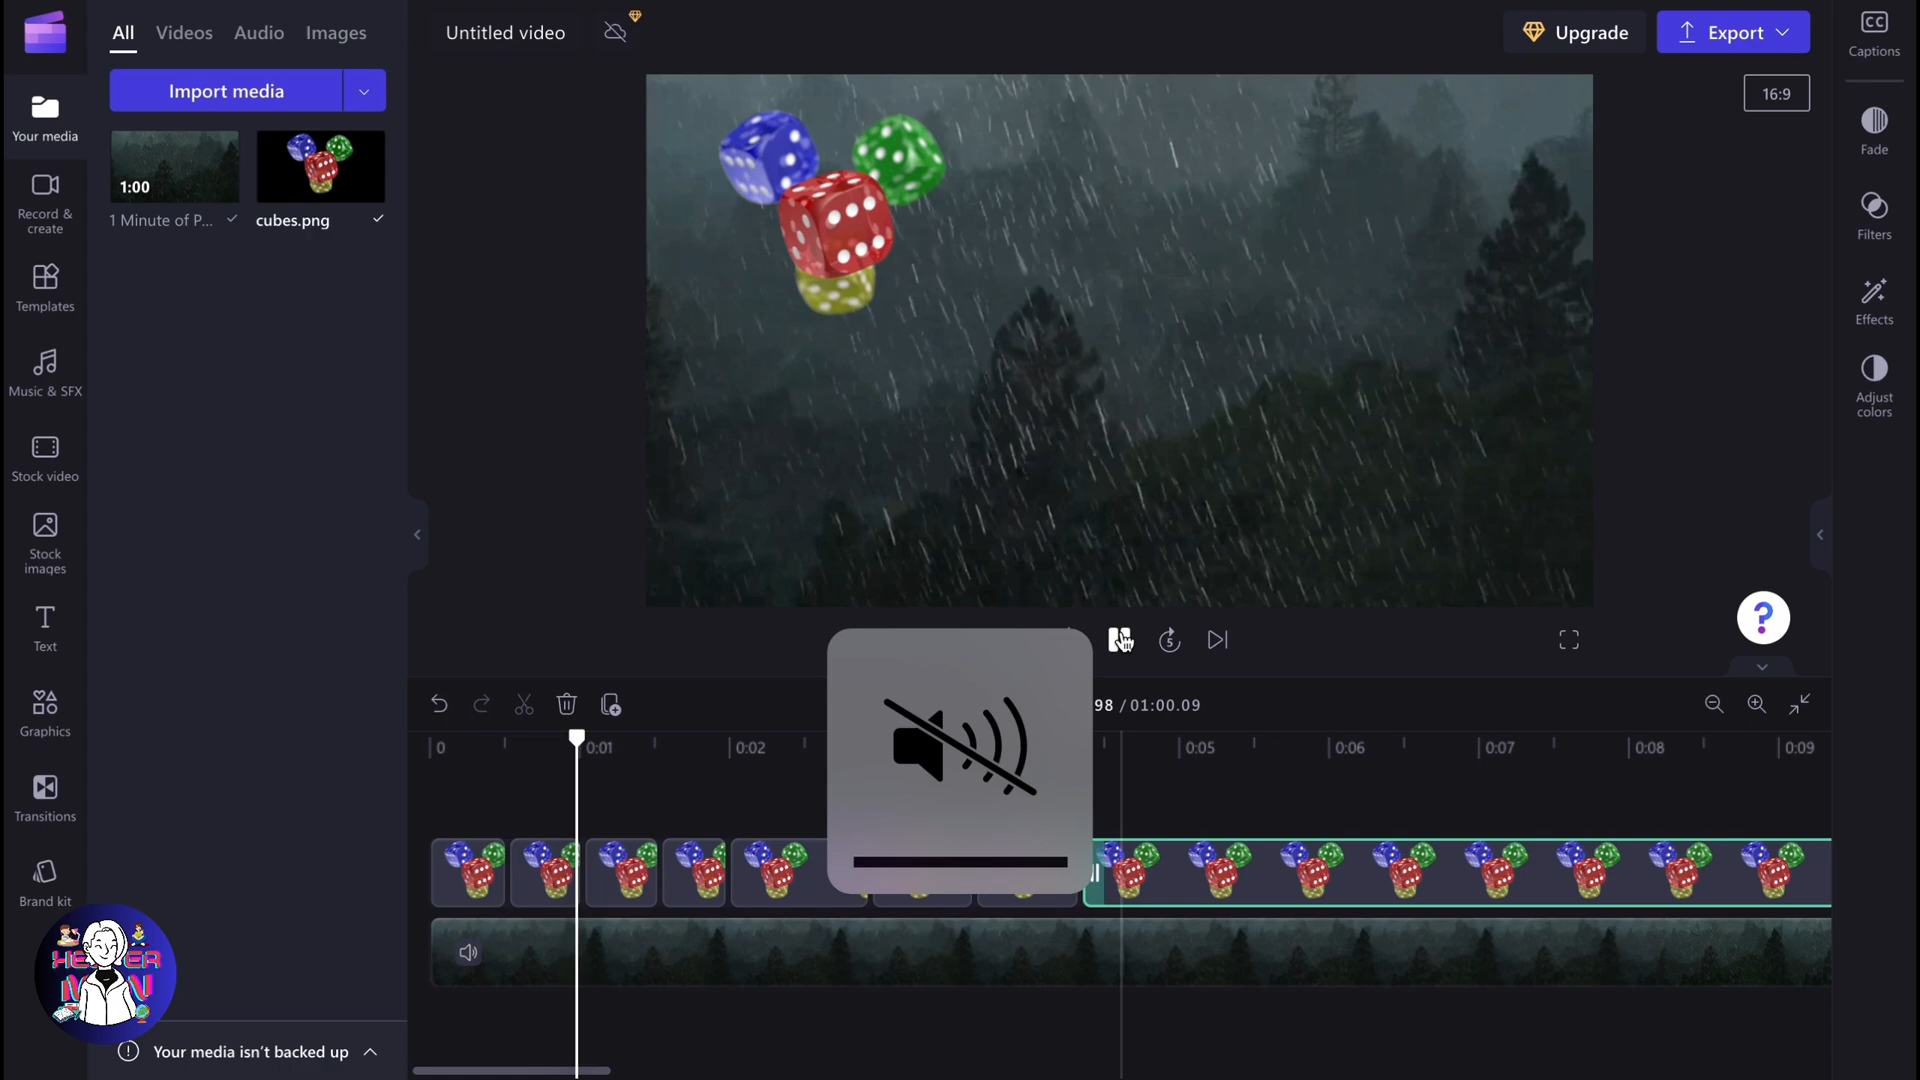 All
Videos
Audio
Images
Untitled video
Upgrade
Export
Captions
Import media
16:9
Your media
1:00
1 Minute of P...
cubes.png
Fade
Record &
create
Filters
Templates
Effects
Music & SFX
Adjust
colors
Stock video
Stock
images
?
5
Text
98 / 01:00.09
Graphics
0
0:01
0:02
0:05
0:06
0:07
0:08
0:09
Transitions
Brand kit
Your media isn't backed up